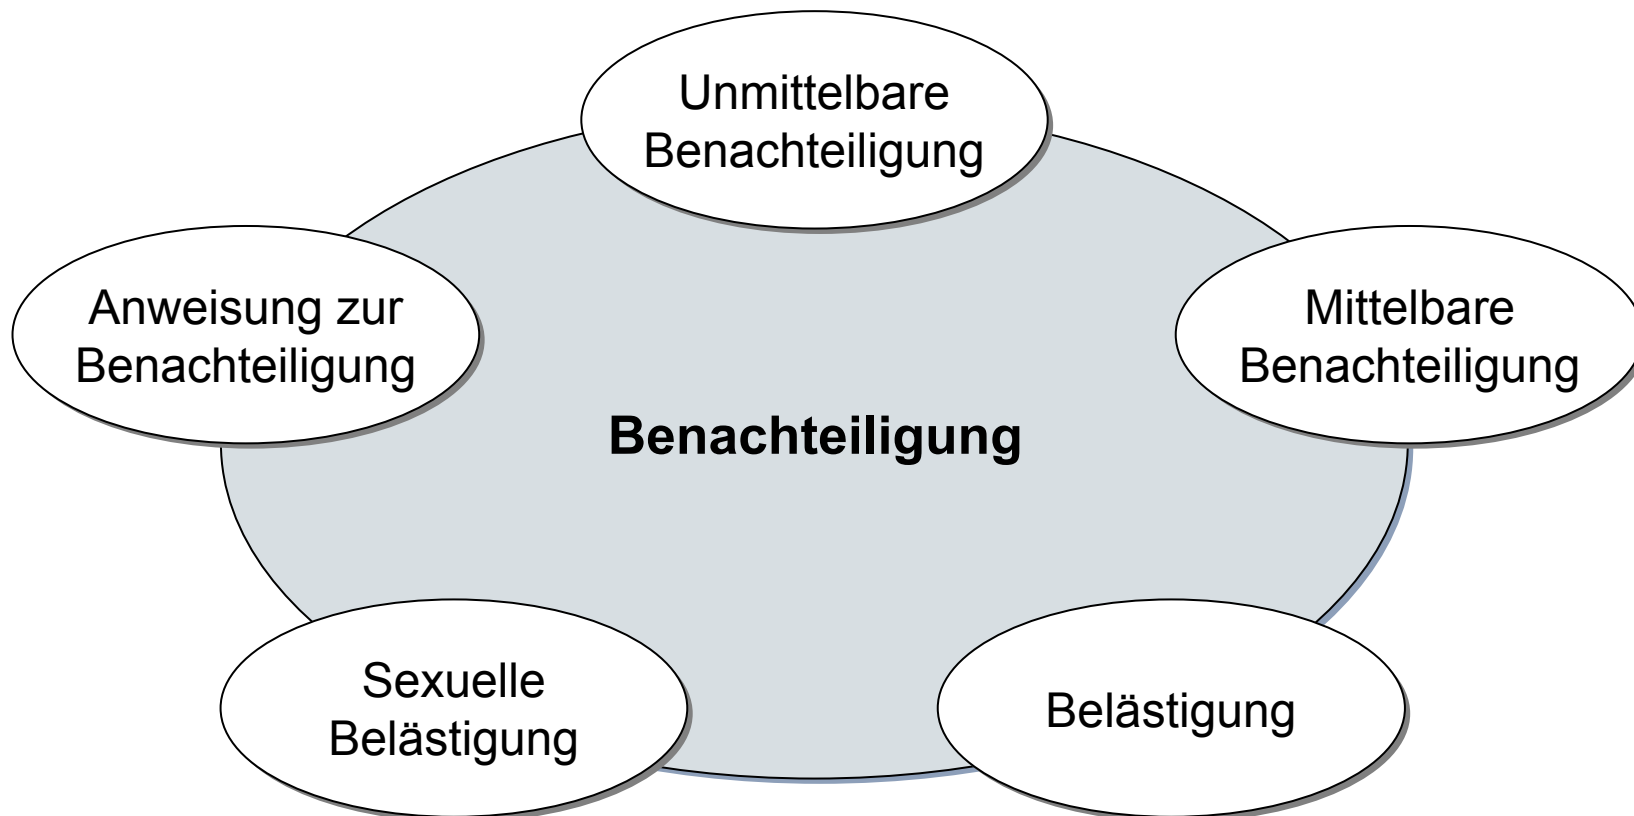 Unmittelbare
Benachteiligung
Anweisung zur
Benachteiligung
Mittelbare
Benachteiligung
Benachteiligung
Sexuelle
Belästigung
Belästigung